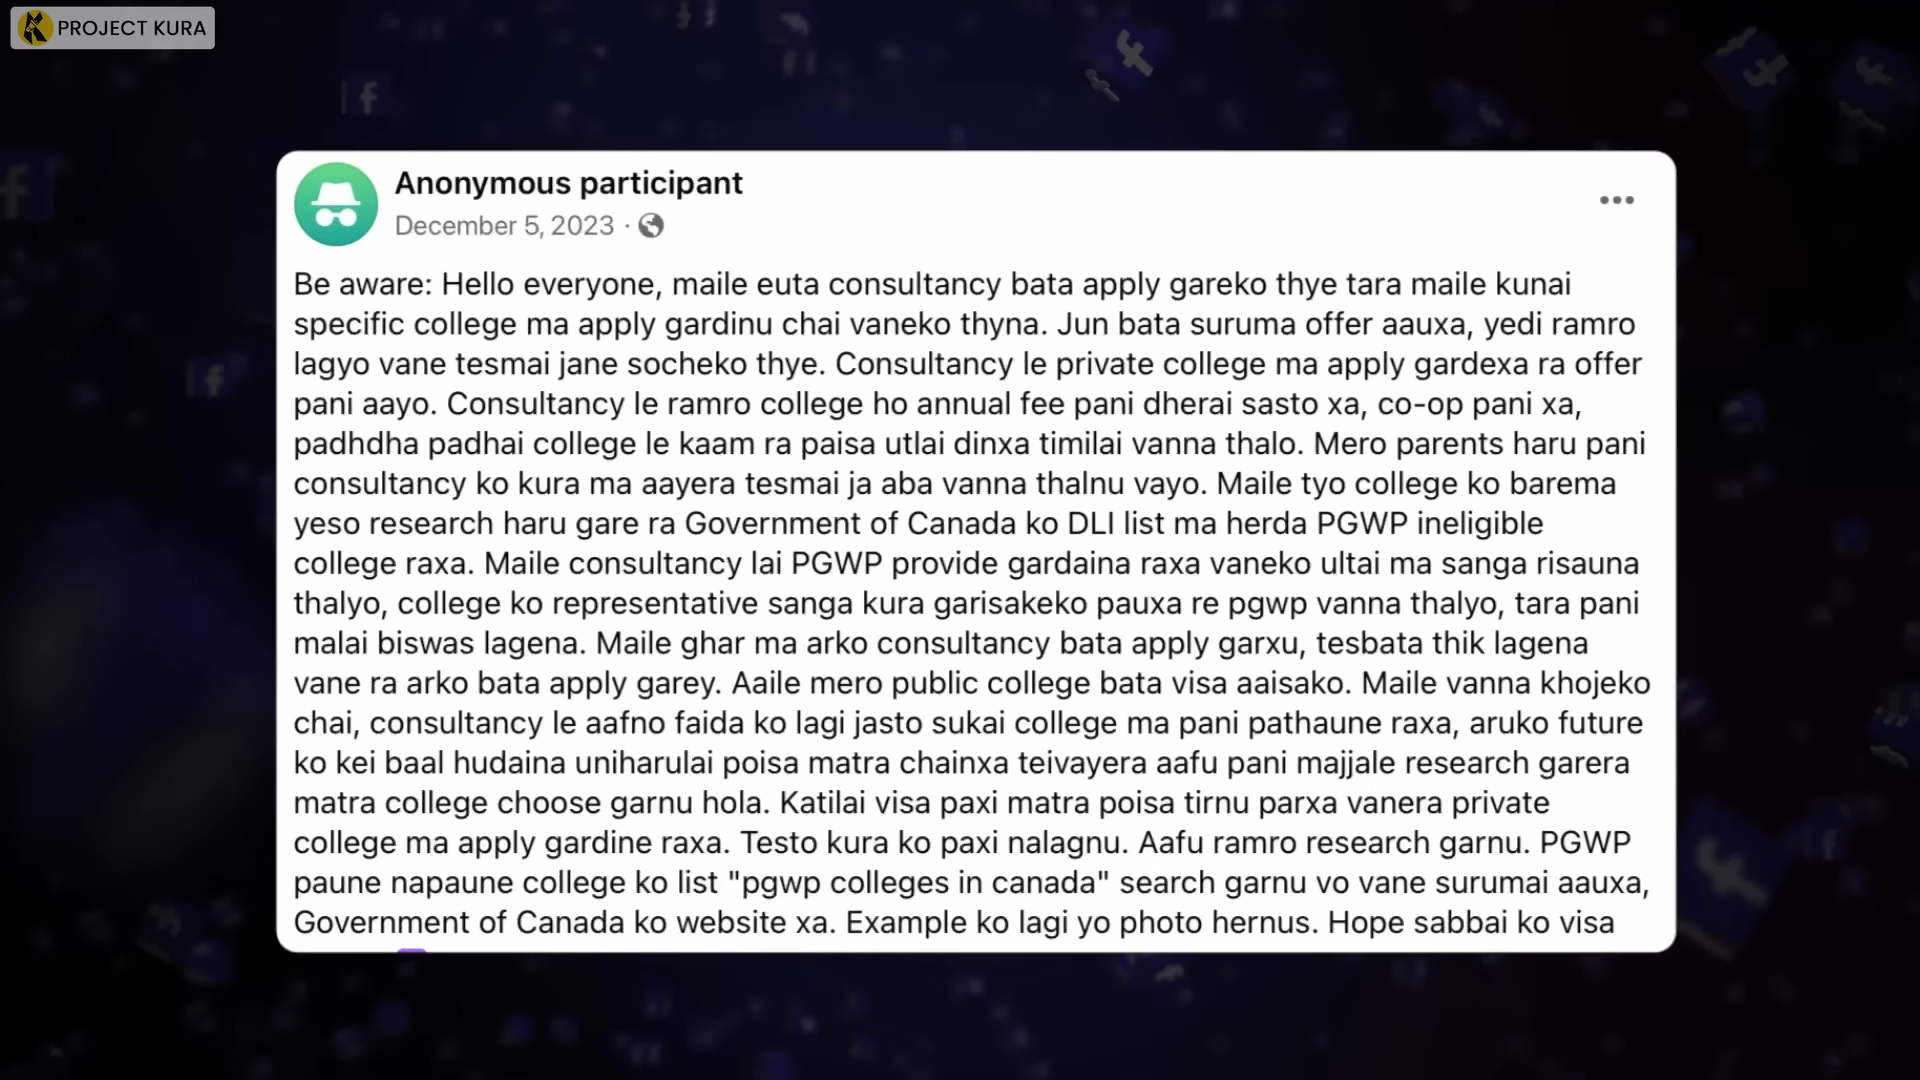 PROJECT KURA
Anonymous participant
December 5, 2023 ·
Be aware: Hello everyone, maile euta consultancy bata apply gareko thye tara maile kunai
specific college ma apply gardinu chai vaneko thyna. Jun bata suruma offer aauxa, yedi ramro
lagyo vane tesmai jane socheko thye. Consultancy le private college ma apply gardexa ra offer
pani aayo. Consultancy le ramro college ho annual fee pani dherai sasto xa, co-op pani xa,
padhdha padhai college le kaam ra paisa utlai dinxa timilai vanna thalo. Mero parents haru pani
consultancy ko kura ma aayera tesmai ja aba vanna thalnu vayo. Maile tyo college ko barema
yeso research haru gare ra Government of Canada ko DLI list ma herda PGWP ineligible
college raxa. Maile consultancy lai PGWP provide gardaina raxa vaneko ultai ma sanga risauna
thalyo, college ko representative sanga kura garisakeko pauxa re pgwp vanna thalyo, tara pani
malai biswas lagena. Maile ghar ma arko consultancy bata apply garxu, tesbata thik lagena
vane ra arko bata apply garey. Aaile mero public college bata visa aaisako. Maile vanna khojeko
chai, consultancy le aafno faida ko lagi jasto sukai college ma pani pathaune raxa, aruko future
ko kei baal hudaina uniharulai poisa matra chainxa teivayera aafu pani majjale research garera
matra college choose garnu hola. Katilai visa paxi matra poisa tirnu parxa vanera private
college ma apply gardine raxa. Testo kura ko paxi nalagnu. Aafu ramro research garnu. PGWP
paune napaune college ko list "pgwp colleges in canada" search garnu vo vane surumai aauxa,
Government of Canada ko website xa. Example ko lagi yo photo hernus. Hope sabbai ko visa